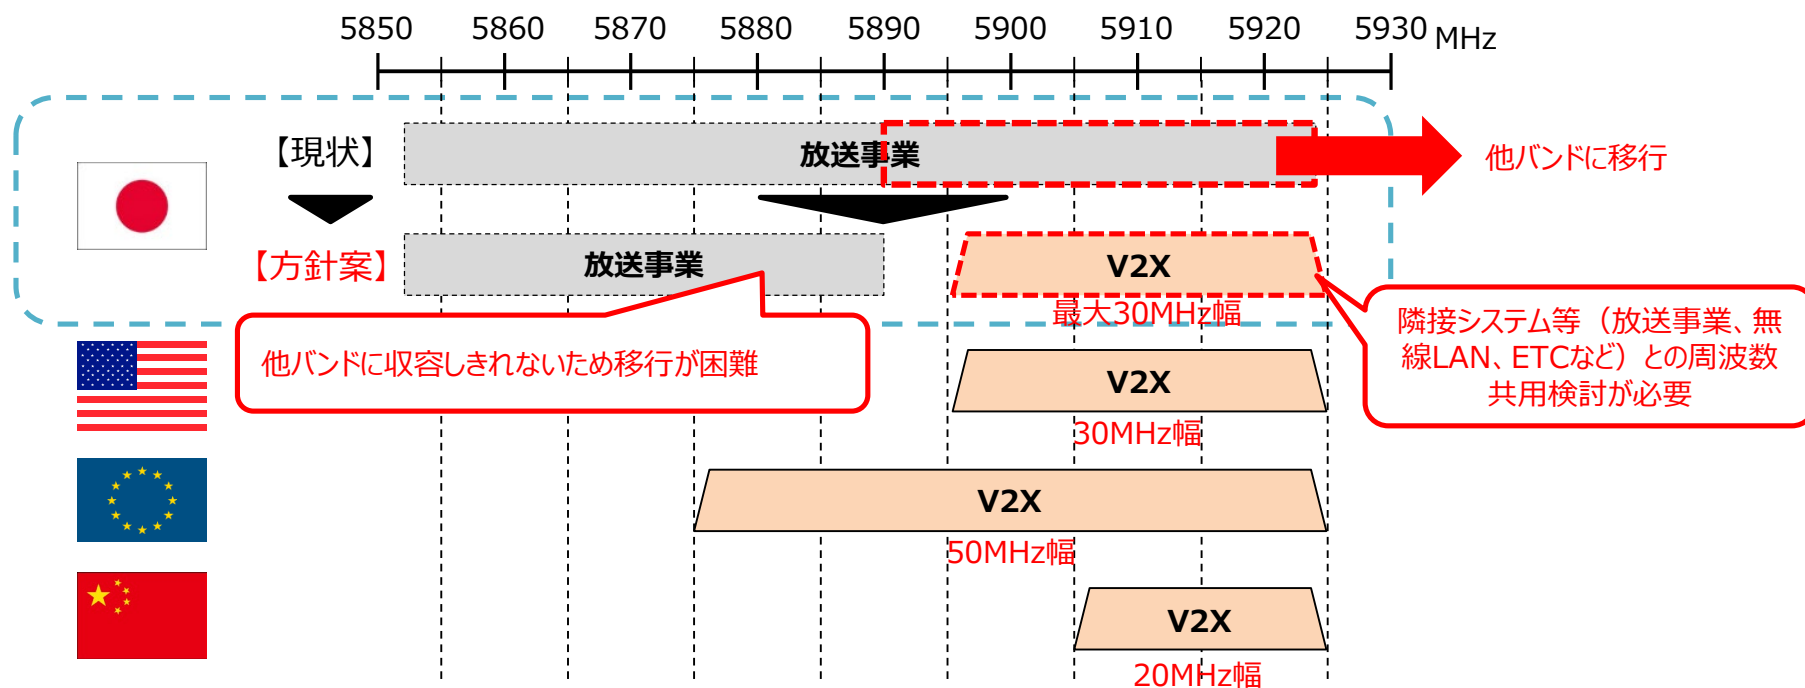 5850 5860 5870 5880 5890 5900 5910 5920 5930 MHz
【現状】
放送事業
他バンドに移行
【方針案】
放送事業
V2X
最大30MHz幅
他バンドに収容しきれないため移行が困難
隣接システム等（放送事業、無
線LAN、ETCなど）との周波数
共用検討が必要
V2X
30MHz幅
V2X
50MHz幅
V2X
20MHz幅